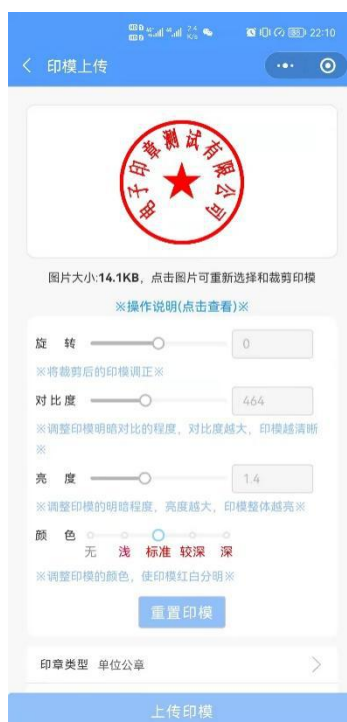 22:10
印模上传
电子印章测试有限公司
图片大小:14.1KB，点击图片可重新选择和裁剪印模
※操作说明(点击查看)※
旋 转 0
※将裁剪后的印模调正※
对比度 464
※调整印模明暗对比的程度，对比度越大，印模越清晰
※
亮 度 1.4
※调整印模的明暗程度，亮度越大，印模整体越亮※
颜 色
无 浅 标准 较深 深
※调整印模的颜色，使印模红白分明※
重置印模
印章类型 单位公章
上传印模